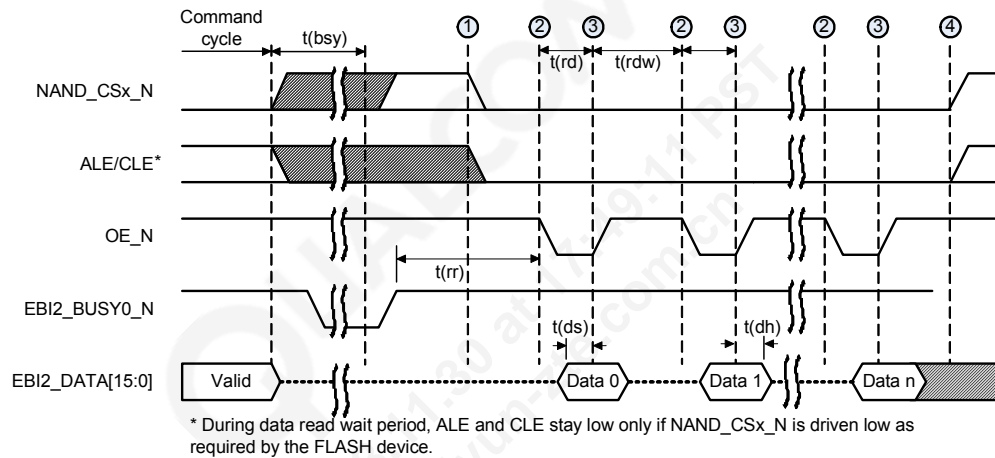 Command
cycle
t(bsy)
1
2
3
2
3
2
3
4
t(rd)
t(rdw)
NAND_CSx_N
ALE/CLE*
OE_N
t(rr)
EBI2_BUSY0_N
t(ds)
t(dh)
EBI2_DATA[15:0]
Valid
Data 0
Data 1
Data n
* During data read wait period, ALE and CLE stay low only if NAND_CSx_N is driven low as
required by the FLASH device.